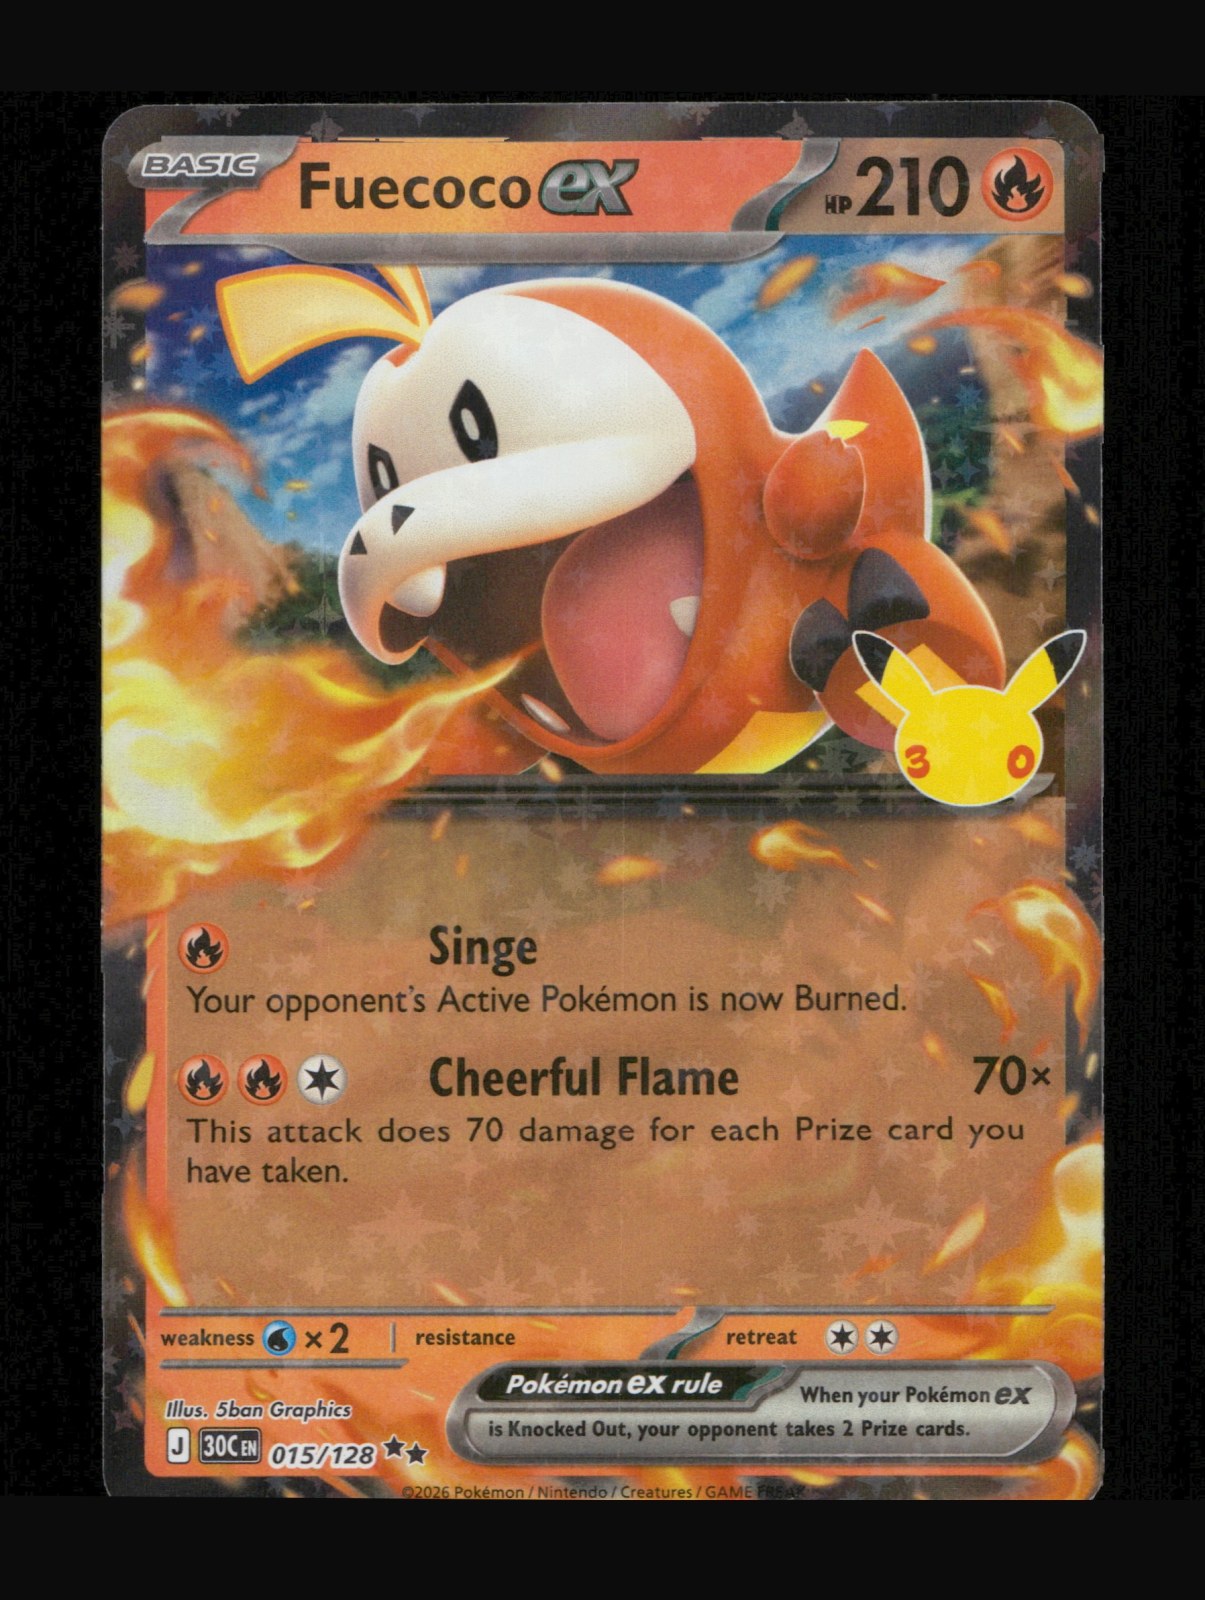 BASIC
Fuecoco ex
HP 210
30
Singe
Your opponent's Active Pokémon is now Burned.
Cheerful Flame 70×
This attack does 70 damage for each Prize card you
have taken.
weakness ×2 resistance retreat
Pokémon ex rule
When your Pokémon ex
is Knocked Out, your opponent takes 2 Prize cards.
Illus. 5ban Graphics
J 30C EN 015/128
©2026 Pokémon / Nintendo / Creatures / GAME FREAK